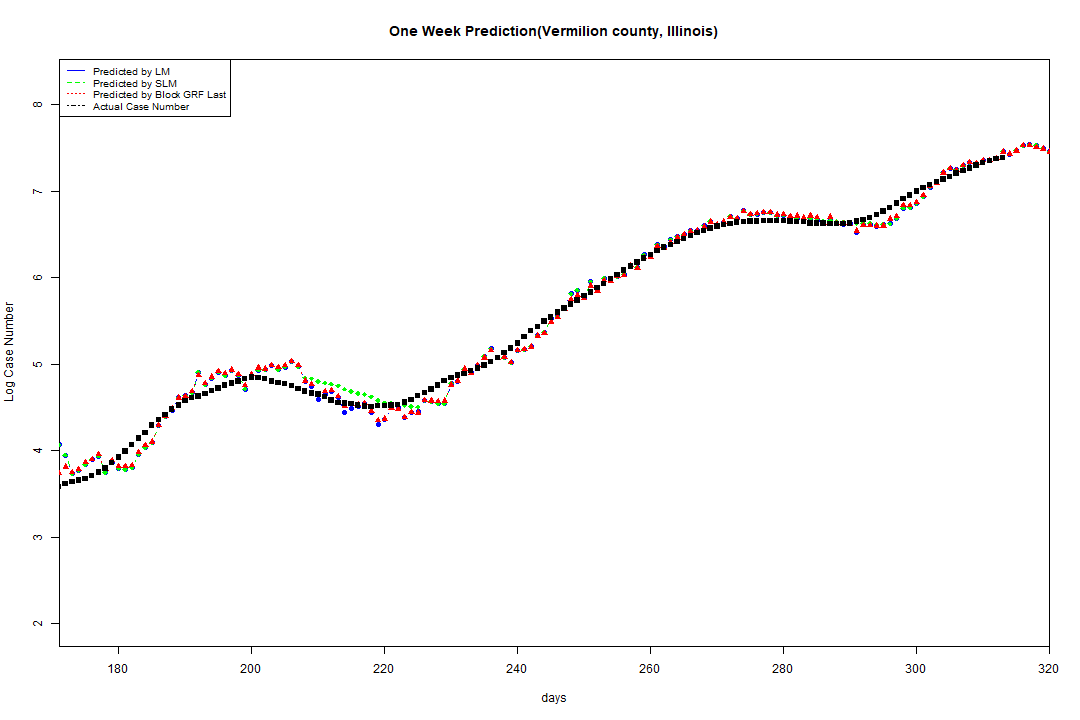 One Week Prediction(Vermilion county, Illinois)
Predicted by LM
Predicted by SLM
Predicted by Block GRF Last
Actual Case Number
8
7
6
5
4
3
2
Log Case Number
180 200 220 240 260 280 300 320
days